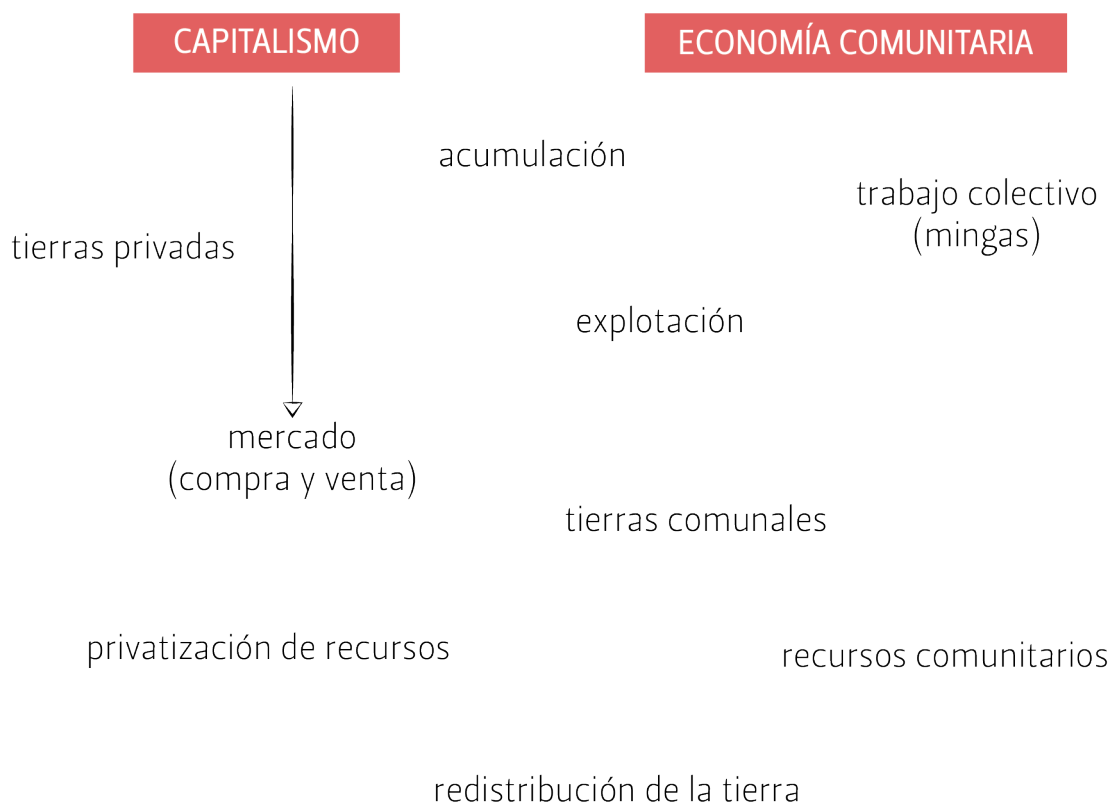 CAPITALISMO
ECONOMÍA COMUNITARIA
acumulación
trabajo colectivo
(mingas)
tierras privadas
explotación
mercado
(compra y venta)
tierras comunales
privatización de recursos
recursos comunitarios
redistribución de la tierra